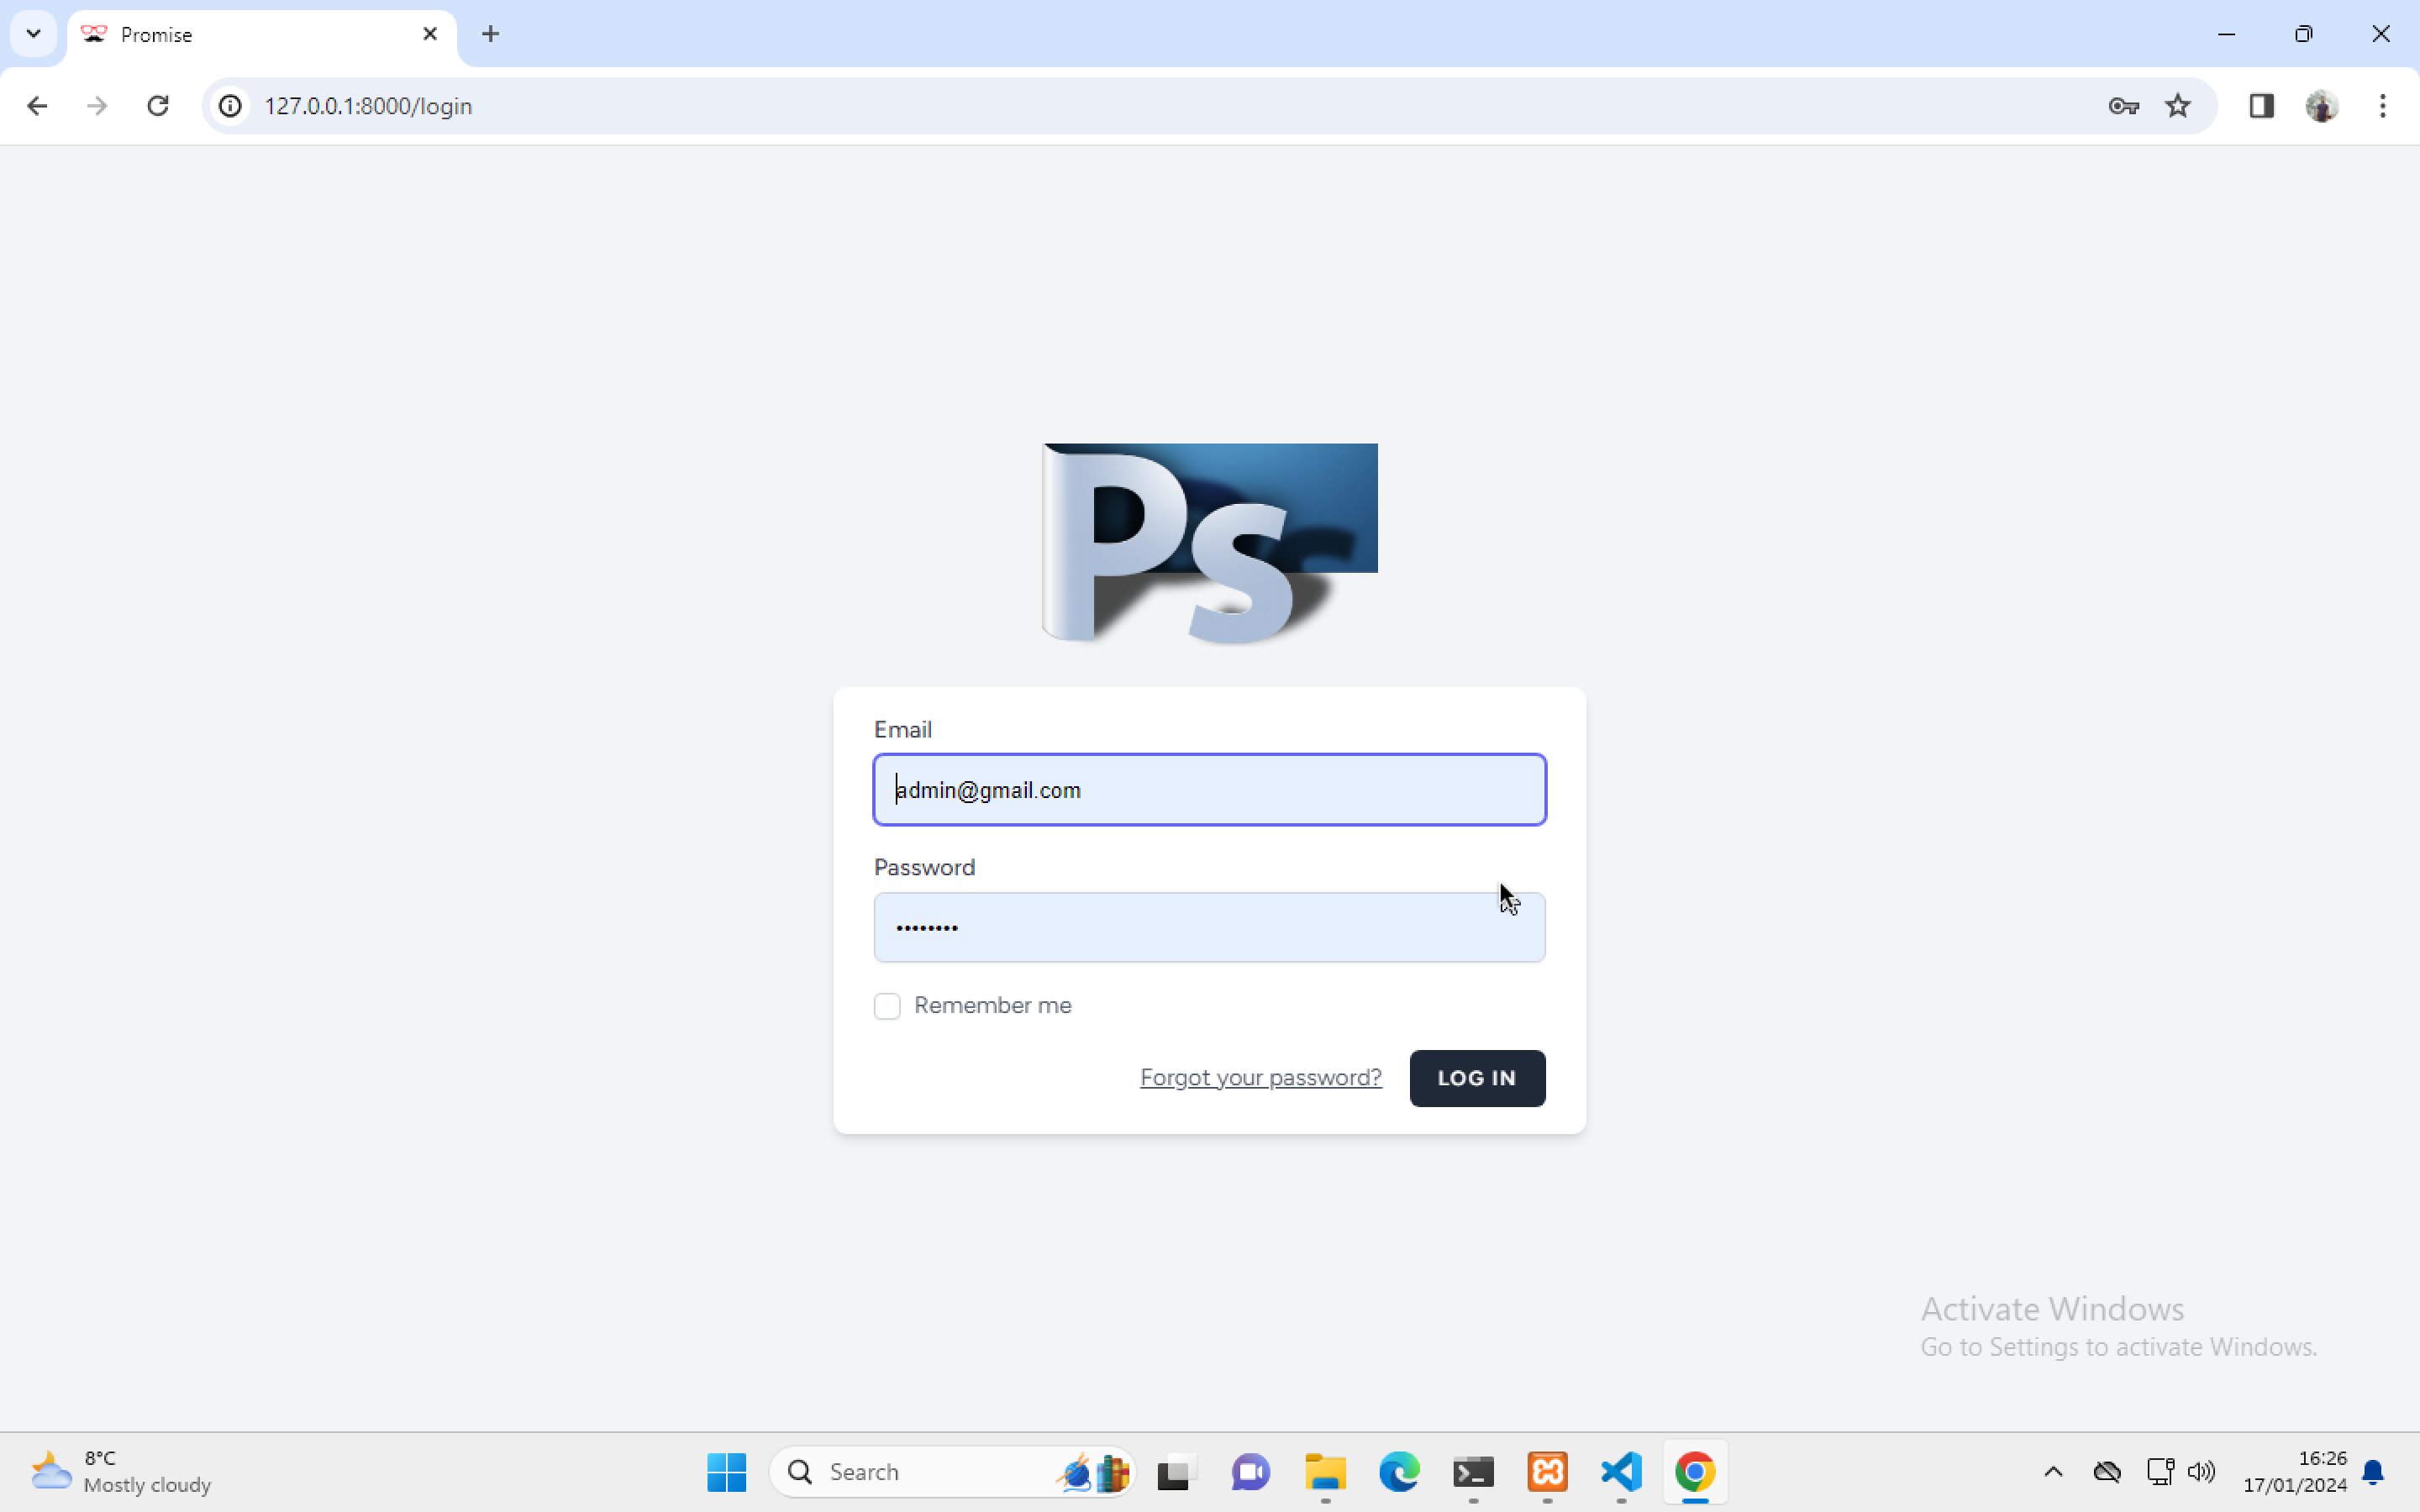 Promise
127.0.0.1:8000/login
Ps
Email
admin@gmail.com
Password
••••••••
Remember me
Forgot your password?
LOG IN
Activate Windows
Go to Settings to activate Windows.
8°C
Mostly cloudy
Search
16:26
17/01/2024